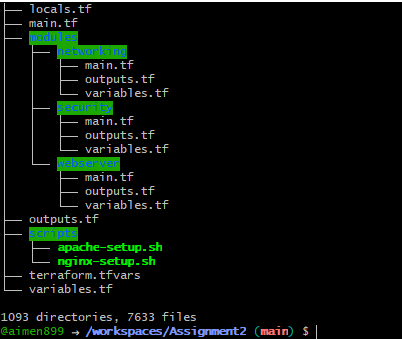 ├── locals.tf
├── main.tf
├── modules
│   ├── networking
│   │   ├── main.tf
│   │   ├── outputs.tf
│   │   └── variables.tf
│   ├── security
│   │   ├── main.tf
│   │   ├── outputs.tf
│   │   └── variables.tf
│   └── webserver
│       ├── main.tf
│       ├── outputs.tf
│       └── variables.tf
├── outputs.tf
├── scripts
│   ├── apache-setup.sh
│   └── nginx-setup.sh
├── terraform.tfvars
└── variables.tf
1093 directories, 7633 files
@aimen899 → /workspaces/Assignment2 (main) $